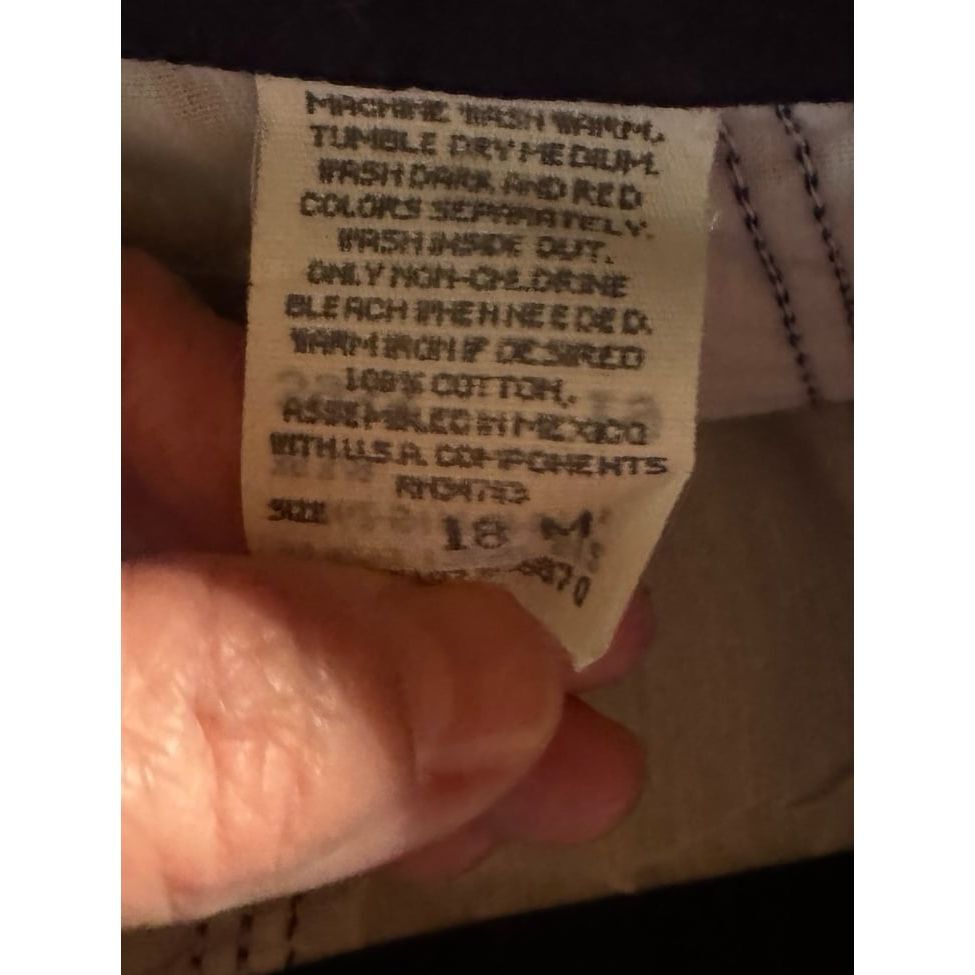 MACHINE WASH WARM.
TUMBLE DRY MEDIUM.
WASH DARK AND RED
COLORS SEPARATELY.
WASH INSIDE OUT.
ONLY NON-CHLORINE
BLEACH WHEN NEEDED.
WARM IRON IF DESIRED
100% COTTON.
ASSEMBLED IN MEXICO
WITH U.S.A. COMPONENTS
SIZE 18 M